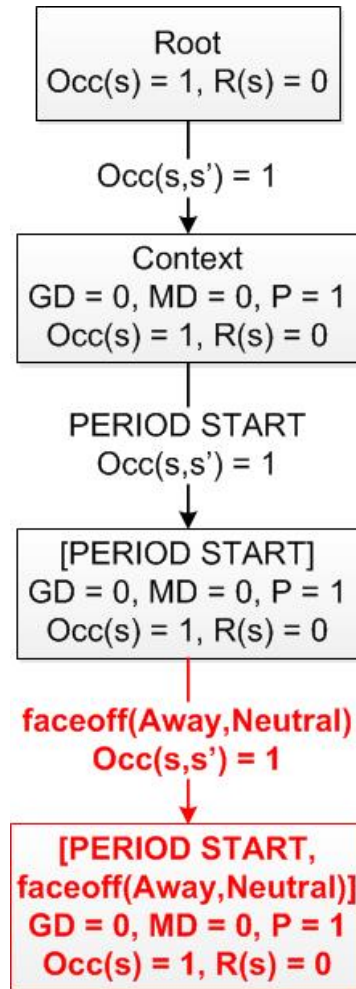 Root
Occ(s) = 1, R(s) = 0
Occ(s,s’) = 1
Context
GD = 0, MD = 0, P = 1
Occ(s) = 1, R(s) = 0
PERIOD START
Occ(s,s’) = 1
[PERIOD START]
GD = 0, MD = 0, P = 1
Occ(s) = 1, R(s) = 0
faceoff(Away,Neutral)
Occ(s,s’) = 1
[PERIOD START,
faceoff(Away,Neutral)]
GD = 0, MD = 0, P = 1
Occ(s) = 1, R(s) = 0